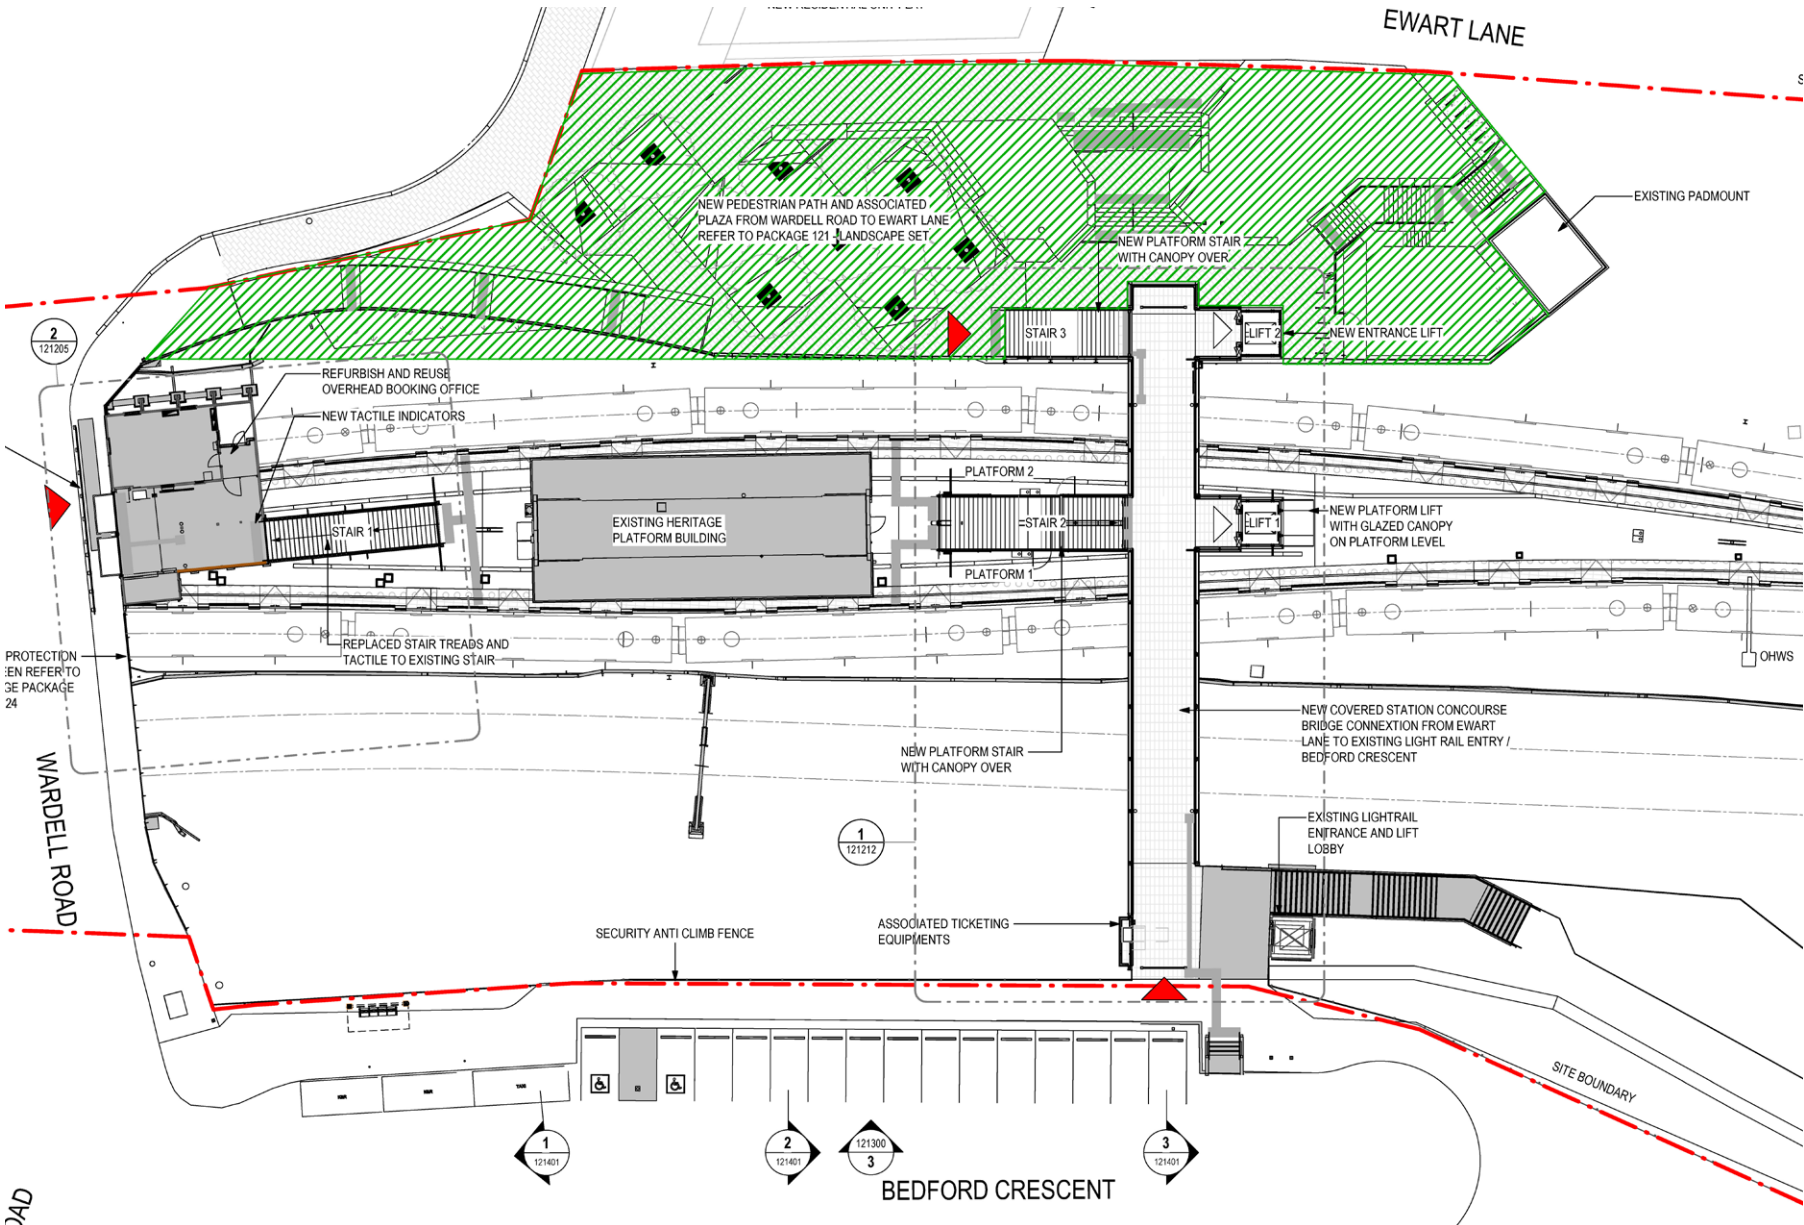 EWART LANE
EXISTING PADMOUNT
NEW PEDESTRIAN PATH AND ASSOCIATED
PLAZA FROM WARDELL ROAD TO EWART LANE
REFER TO PACKAGE 121 - LANDSCAPE SET
NEW PLATFORM STAIR
WITH CANOPY OVER
STAIR 3
LIFT 2
NEW ENTRANCE LIFT
2
121205
REFURBISH AND REUSE
OVERHEAD BOOKING OFFICE
NEW TACTILE INDICATORS
PLATFORM 2
STAIR 1
EXISTING HERITAGE
PLATFORM BUILDING
STAIR 2
LIFT 1
NEW PLATFORM LIFT
WITH GLAZED CANOPY
ON PLATFORM LEVEL
PLATFORM 1
REPLACED STAIR TREADS AND
TACTILE TO EXISTING STAIR
PROTECTION
EEN REFER TO
GE PACKAGE
24
OHWS
NEW COVERED STATION CONCOURSE
BRIDGE CONNEXTION FROM EWART
LANE TO EXISTING LIGHT RAIL ENTRY /
BEDFORD CRESCENT
NEW PLATFORM STAIR
WITH CANOPY OVER
WARDELL ROAD
1
121212
EXISTING LIGHTRAIL
ENTRANCE AND LIFT
LOBBY
ASSOCIATED TICKETING
EQUIPMENTS
SECURITY ANTI CLIMB FENCE
SITE BOUNDARY
1
121401
2
121401
121300
3
3
121401
BEDFORD CRESCENT
OAD